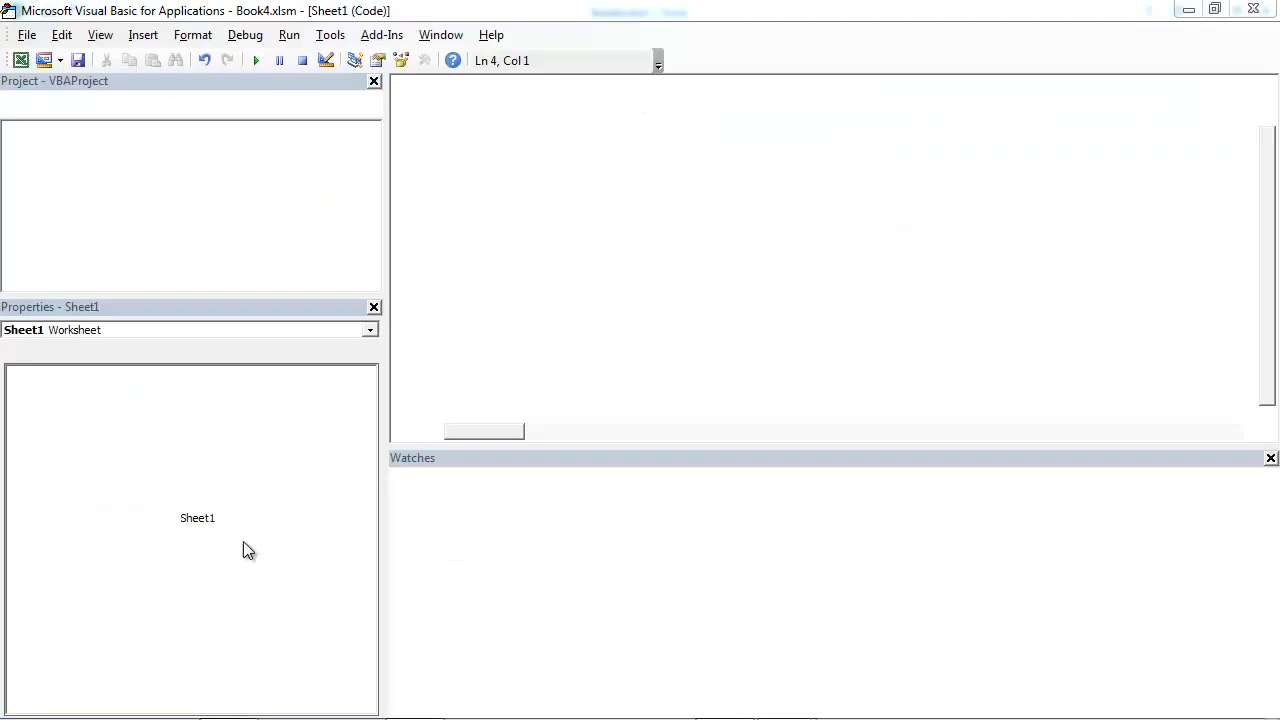 Microsoft Visual Basic for Applications - Book4.xlsm - [Sheet1 (Code)]
File Edit View Insert Format Debug Run Tools Add-Ins Window Help
Ln 4, Col 1
Project - VBAProject
Properties - Sheet1
Sheet1 Worksheet
Watches
Sheet1